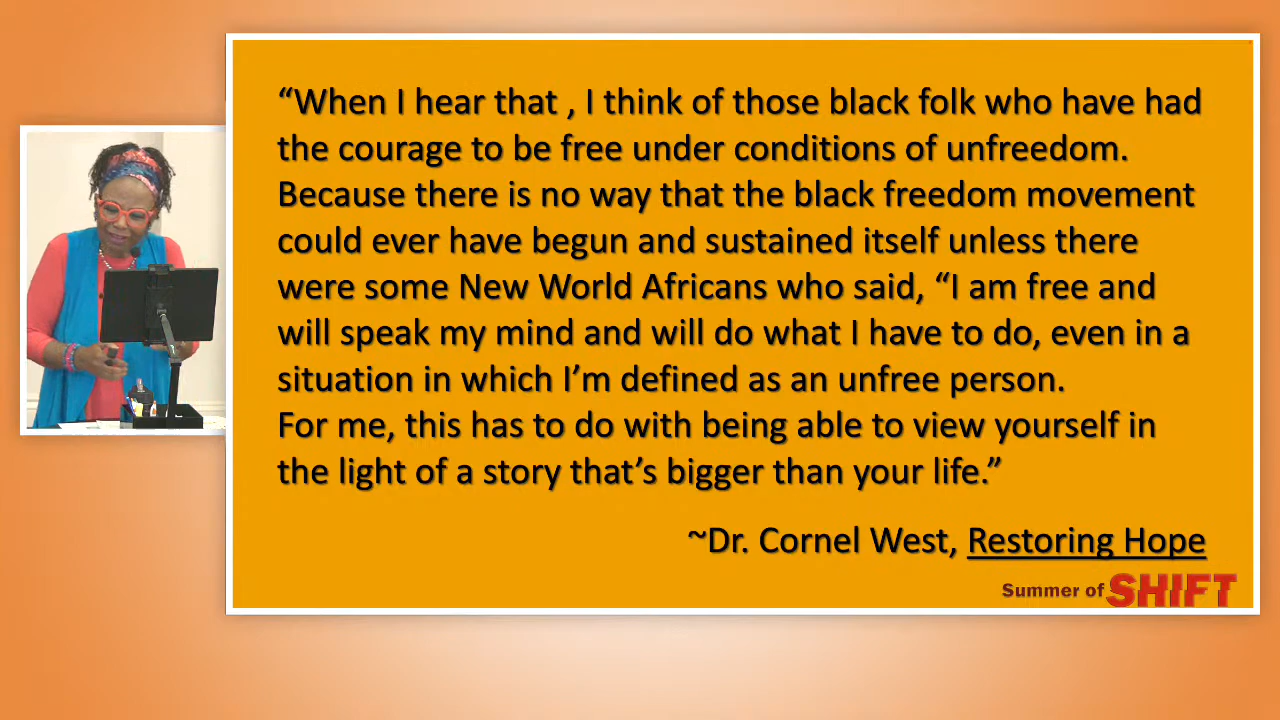 “When I hear that , I think of those black folk who have had
the courage to be free under conditions of unfreedom.
Because there is no way that the black freedom movement
could ever have begun and sustained itself unless there
were some New World Africans who said, “I am free and
will speak my mind and will do what I have to do, even in a
situation in which I’m defined as an unfree person.
For me, this has to do with being able to view yourself in
the light of a story that’s bigger than your life.”
~Dr. Cornel West, Restoring Hope
Summer of SHIFT